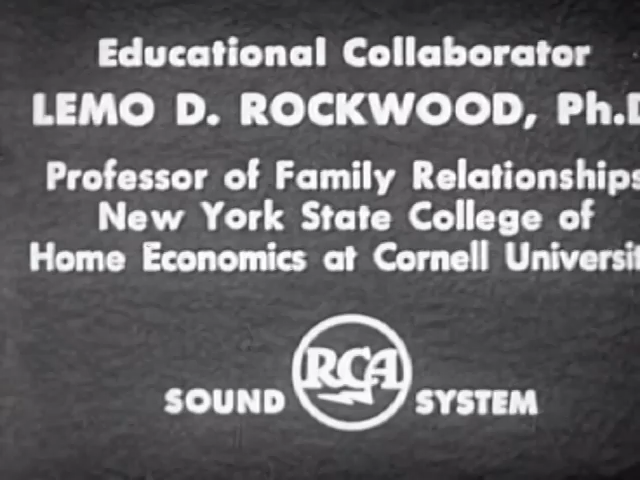 Educational Collaborator
LEMO D. ROCKWOOD, Ph.D
Professor of Family Relationships
New York State College of
Home Economics at Cornell Universit
SOUND RCA SYSTEM